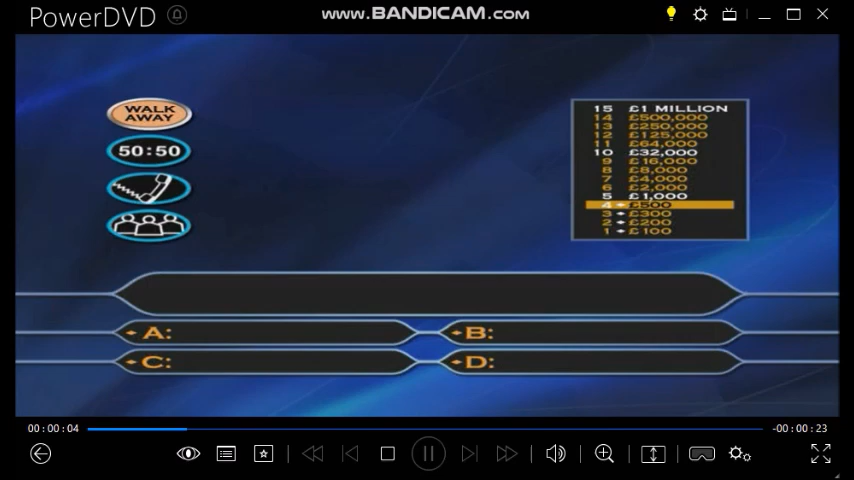 PowerDVD
www.BANDICAM.com
WALK
AWAY
50:50
15 £1 MILLION
14 £500,000
13 £250,000
12 £125,000
11 £64,000
10 £32,000
9 £16,000
8 £8,000
7 £4,000
6 £2,000
5 £1,000
4 £500
3 £300
2 £200
1 £100
A:
B:
C:
D:
00:00:04
-00:00:23